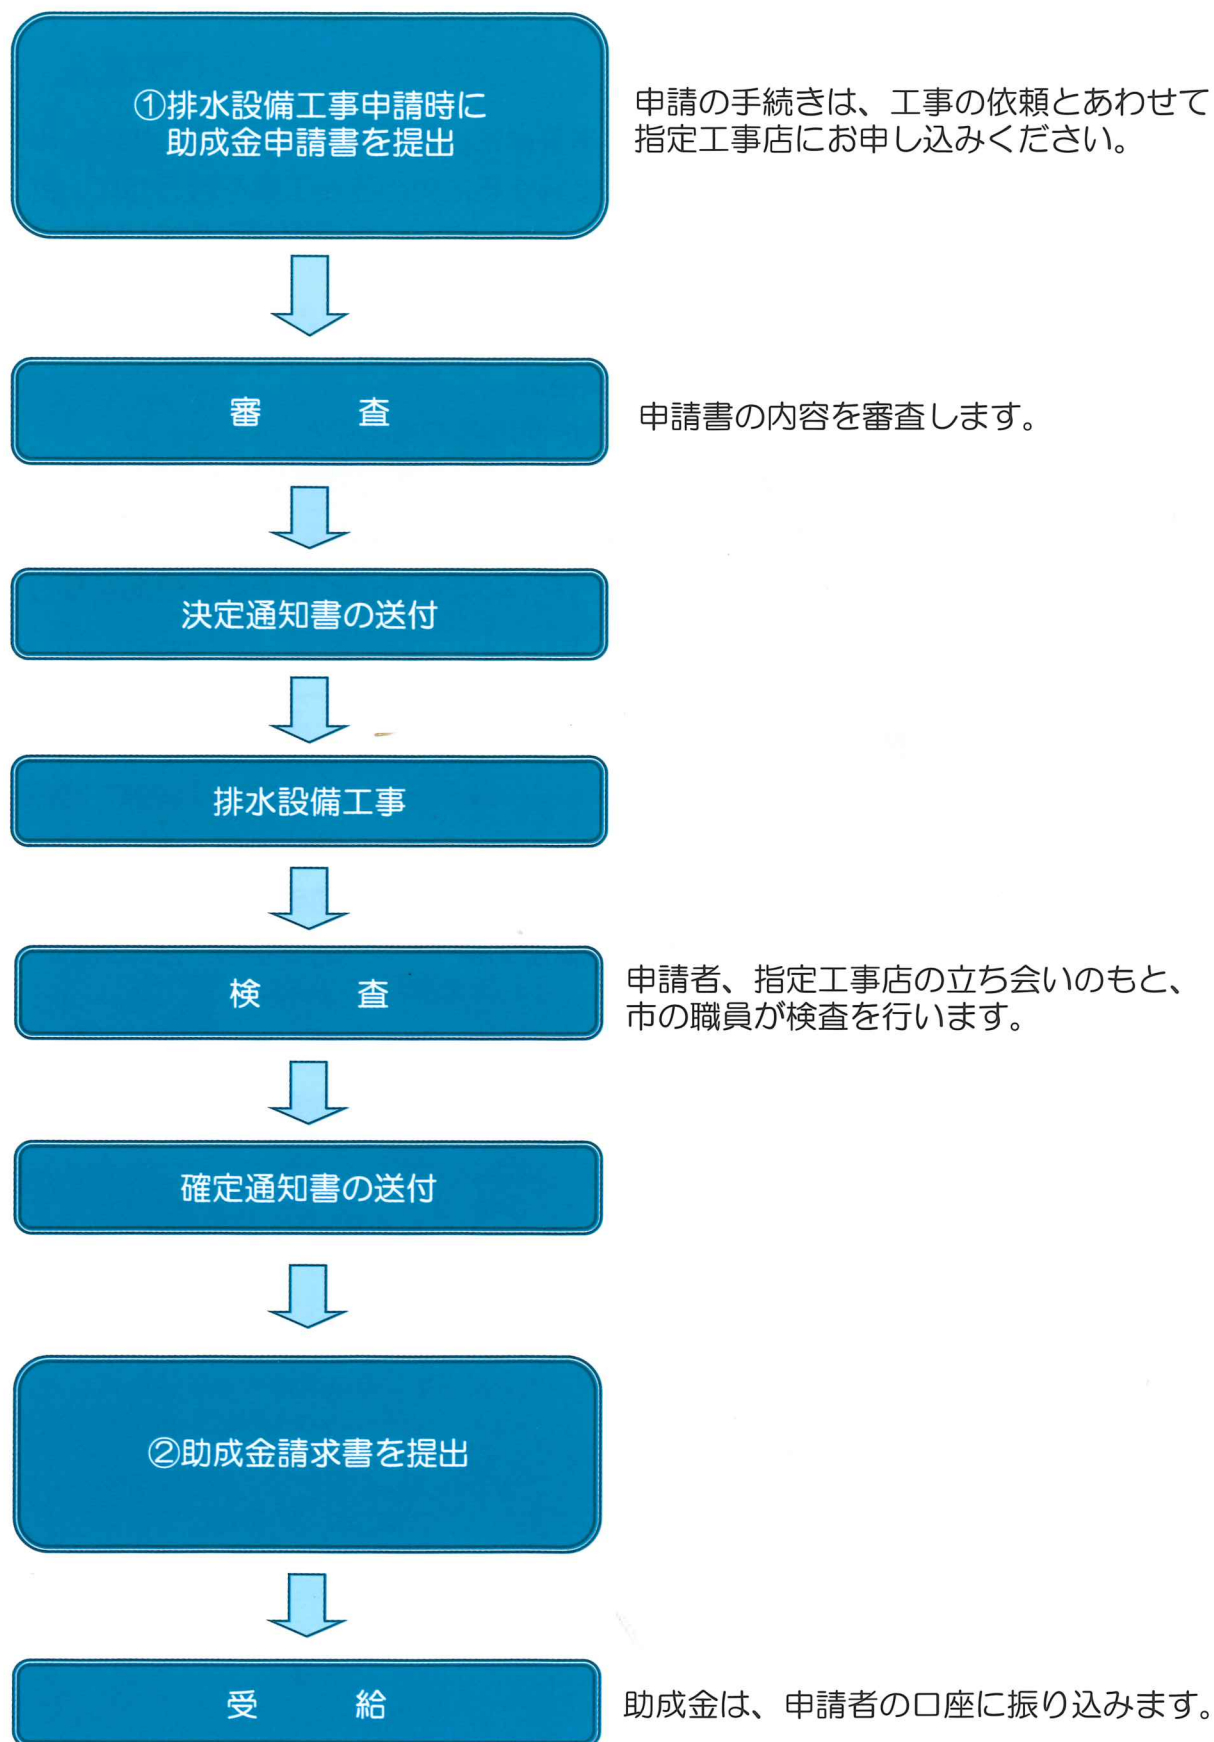 ①排水設備工事申請時に
助成金申請書を提出
申請の手続きは、工事の依頼とあわせて
指定工事店にお申し込みください。
審　査
申請書の内容を審査します。
決定通知書の送付
排水設備工事
検　査
申請者、指定工事店の立ち会いのもと、
市の職員が検査を行います。
確定通知書の送付
②助成金請求書を提出
受　給
助成金は、申請者の口座に振り込みます。